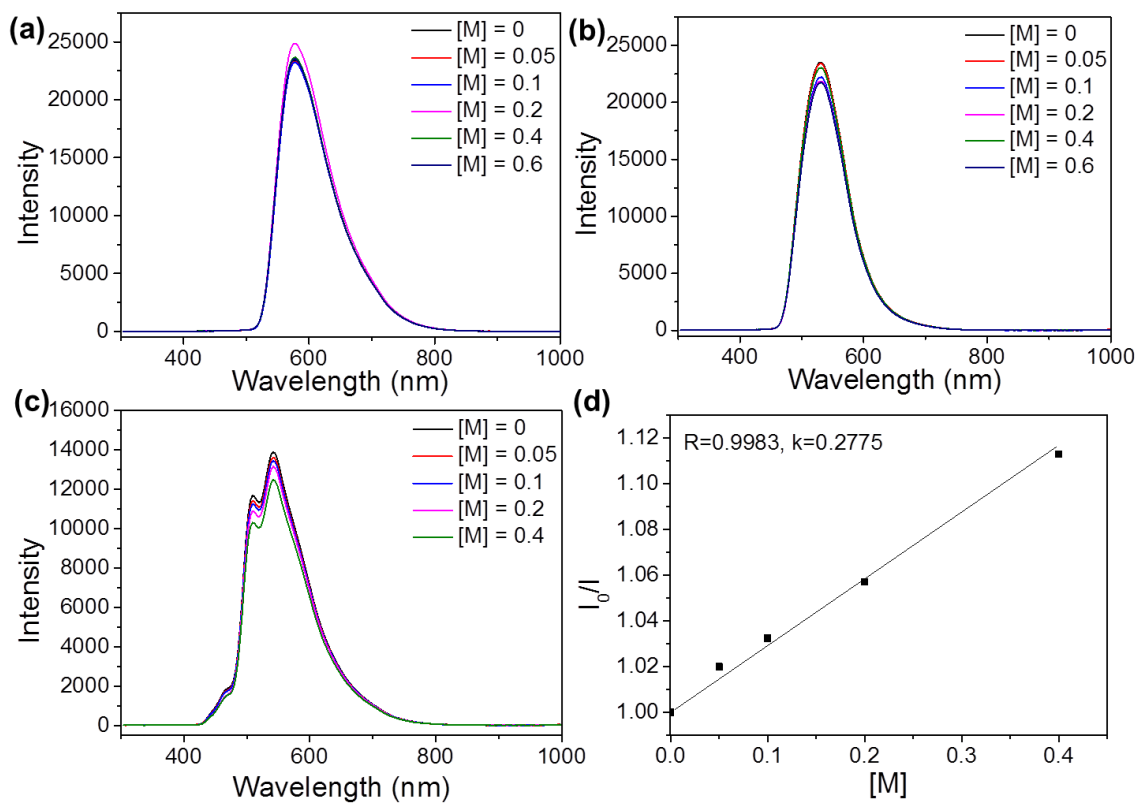 (a)
25000
20000
15000
10000
5000
0
Intensity
400
600
800
1000
Wavelength (nm)
[M] = 0
[M] = 0.05
[M] = 0.1
[M] = 0.2
[M] = 0.4
[M] = 0.6
(b)
25000
20000
15000
10000
5000
0
Intensity
400
600
800
1000
Wavelength (nm)
[M] = 0
[M] = 0.05
[M] = 0.1
[M] = 0.2
[M] = 0.4
[M] = 0.6
(c)
16000
14000
12000
10000
8000
6000
4000
2000
0
Intensity
400
600
800
1000
Wavelength (nm)
[M] = 0
[M] = 0.05
[M] = 0.1
[M] = 0.2
[M] = 0.4
(d)
R=0.9983, k=0.2775
1.12
1.10
1.08
1.06
1.04
1.02
1.00
I₀/I
0.0
0.1
0.2
0.3
0.4
[M]